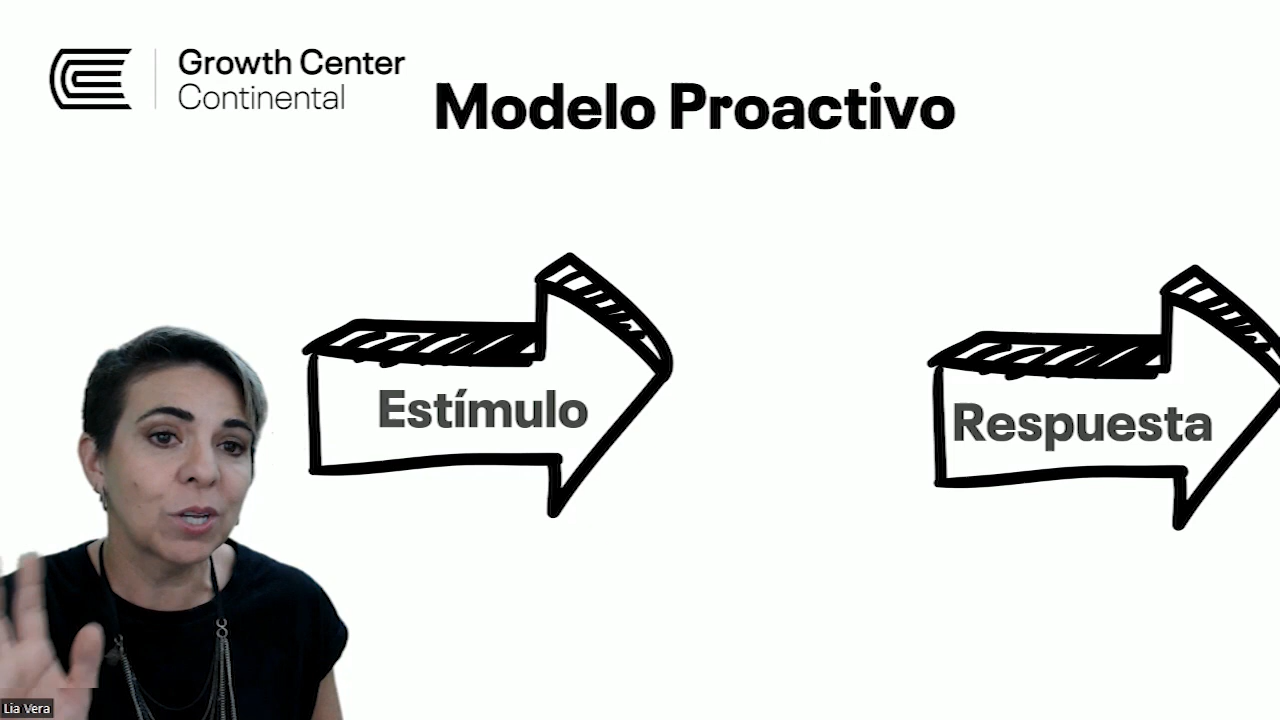 Growth Center
Continental
Modelo Proactivo
Estímulo
Respuesta
Lia Vera